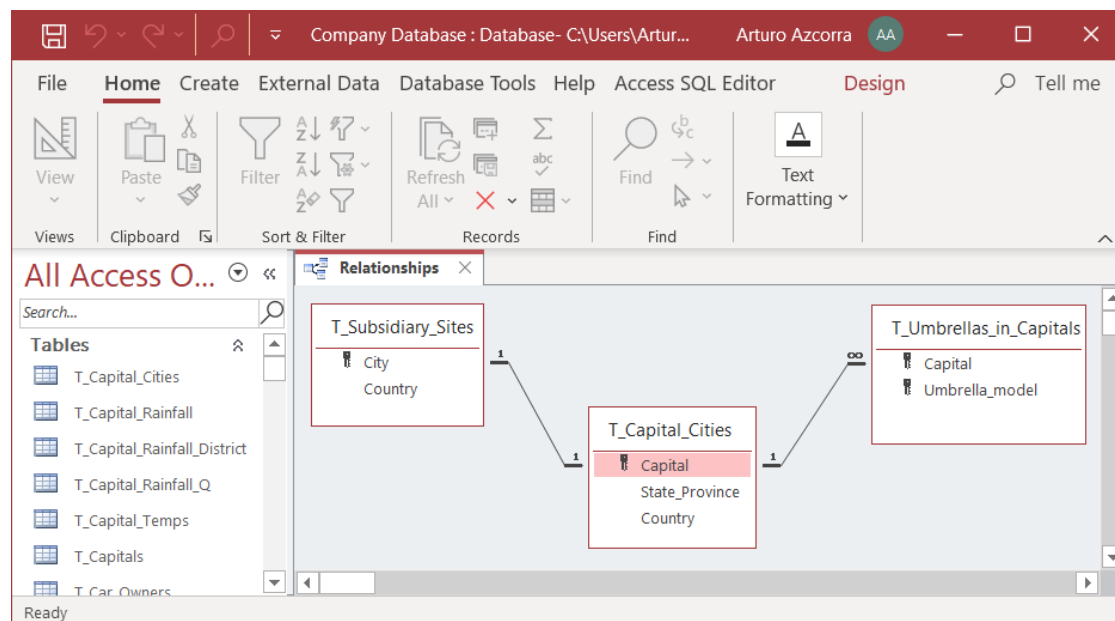 Company Database : Database- C:\Users\Artur... Arturo Azcorra AA
File Home Create External Data Database Tools Help Access SQL Editor Design Tell me
View
Paste
Filter
Refresh All
Find
A
Text Formatting
Views Clipboard Sort & Filter Records Find
All Access O...
Search...
Tables
T_Capital_Cities
T_Capital_Rainfall
T_Capital_Rainfall_District
T_Capital_Rainfall_Q
T_Capital_Temps
T_Capitals
T_Car_Owners
Relationships
T_Subsidiary_Sites
City
Country
1
1
T_Capital_Cities
Capital
State_Province
Country
1
∞
T_Umbrellas_in_Capitals
Capital
Umbrella_model
Ready